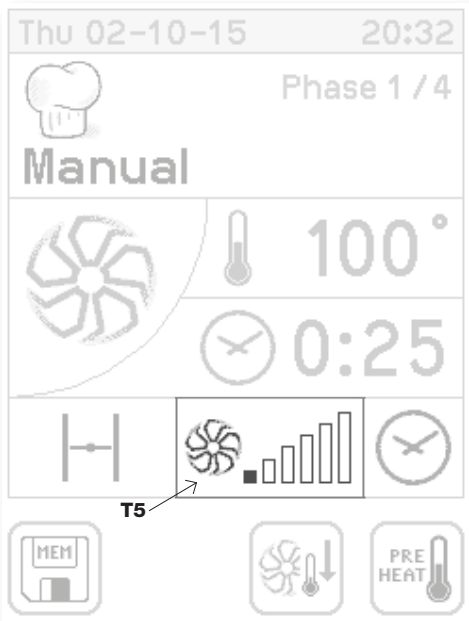 Thu 02-10-15 20:32
Phase 1/4
Manual
100°
0:25
T5
MEM
PRE
HEAT